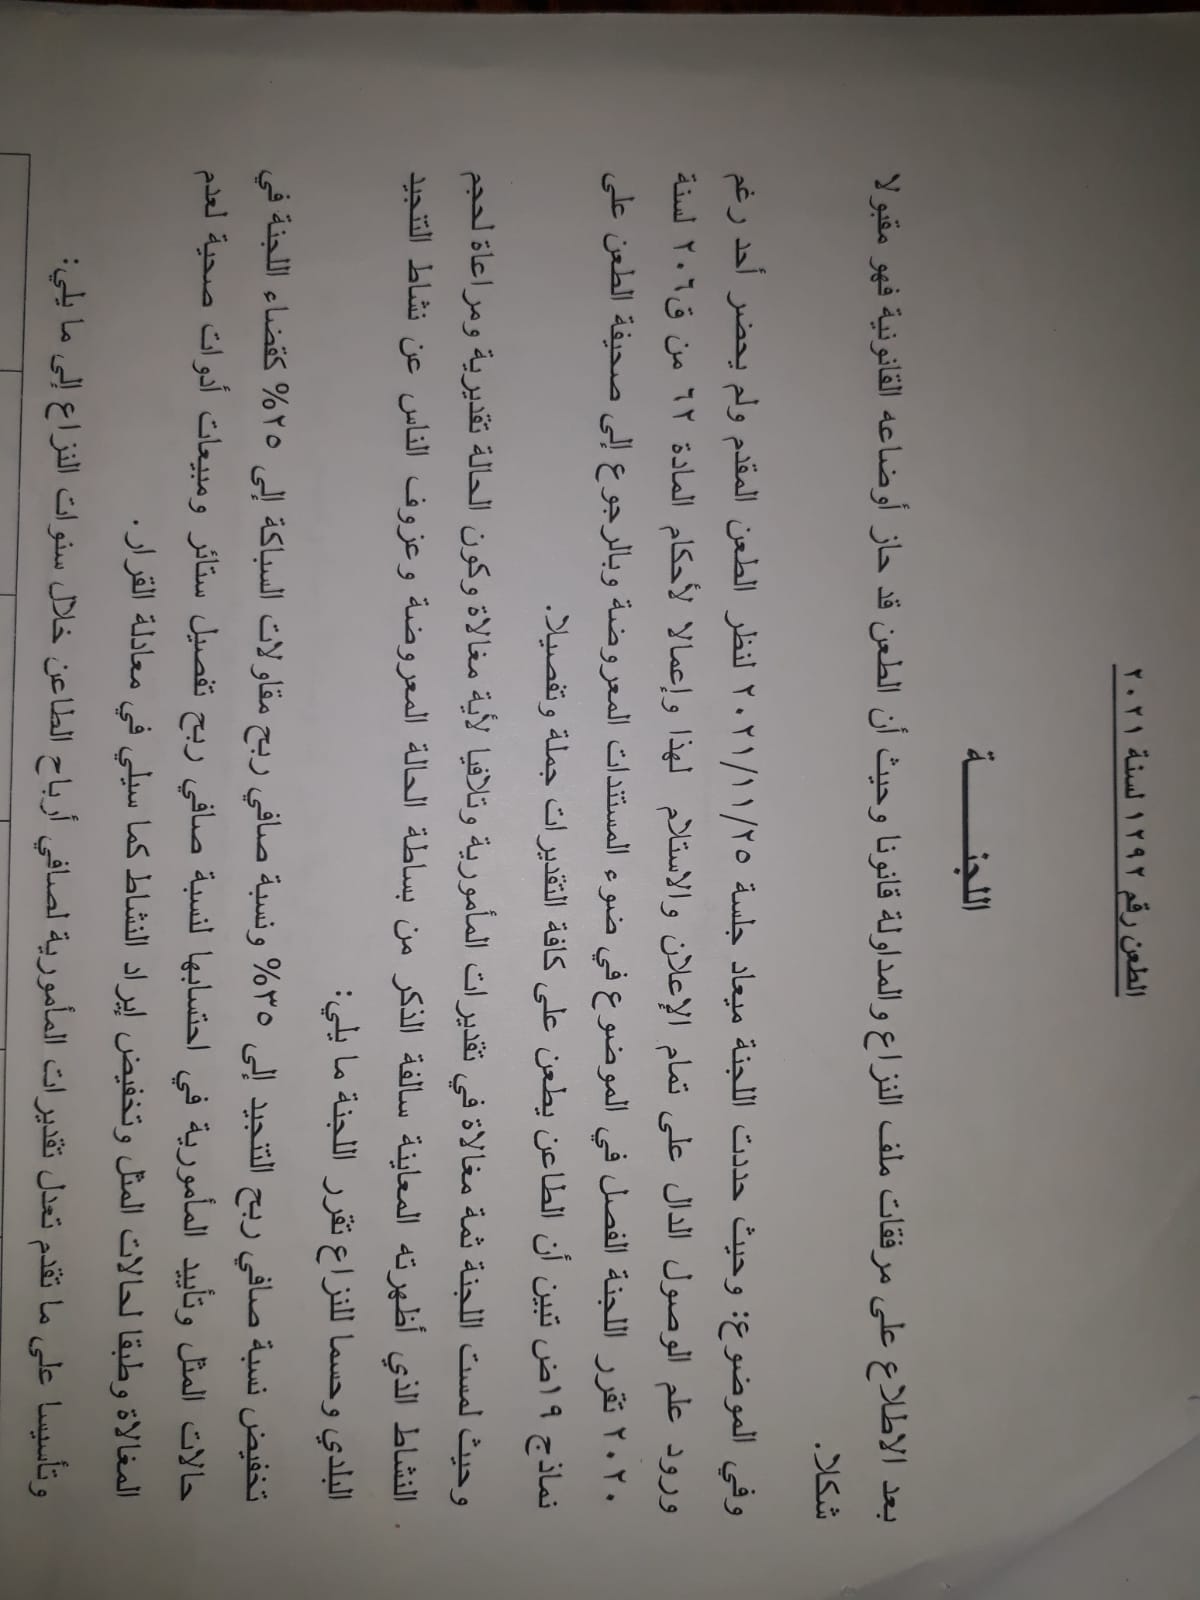 الطعن رقم ١٢٩٢ لسنة ٢٠٢١
اللجنـــــــة
بعد الاطلاع على مرفقات ملف النزاع والمداولة قانونا وحيث أن الطعن قد حاز أوضاعه القانونية فهو مقبولا
شكلا.
وفي الموضوع: وحيث حددت اللجنة ميعاد جلسة ٢٠٢١/١١/٢٥ لنظر الطعن المقدم ولم يحضر أحد رغم
ورود علم الوصول الدال على تمام الإعلان والاستلام لهذا وإعمالا لأحكام المادة ٦٢ من ق٢٠٦ لسنة
٢٠٢٠ تقرر اللجنة الفصل في الموضوع في ضوء المستندات المعروضة وبالرجوع إلى صحيفة الطعن على
نماذج ١٩ض تبين أن الطاعن يطعن على كافة التقديرات جملة وتفصيلا.
وحيث لمست اللجنة ثمة مغالاة في تقديرات المأمورية وتلافيا لأية مغالاة وكون الحالة تقديرية ومراعاة لحجم
النشاط الذي أظهرته المعاينة سالفة الذكر من بساطة الحالة المعروضة وعزوف الناس عن نشاط التنجيد
البلدي وحسما للنزاع تقرر اللجنة ما يلي:
تخفيض نسبة صافي ربح التنجيد إلى ٣٥% ونسبة صافي ربح مقاولات السباكة إلى ٢٥% كقضاء اللجنة في
حالات المثل وتأييد المأمورية في احتسابها لنسبة صافي ربح تفصيل ستائر ومبيعات أدوات صحية لعدم
المغالاة وطبقا لحالات المثل وتخفيض إيراد النشاط كما سيلي في معادلة القرار.
وتأسيسا على ما تقدم تعدل تقديرات المأمورية لصافي أرباح الطاعن خلال سنوات النزاع إلى ما يلي: